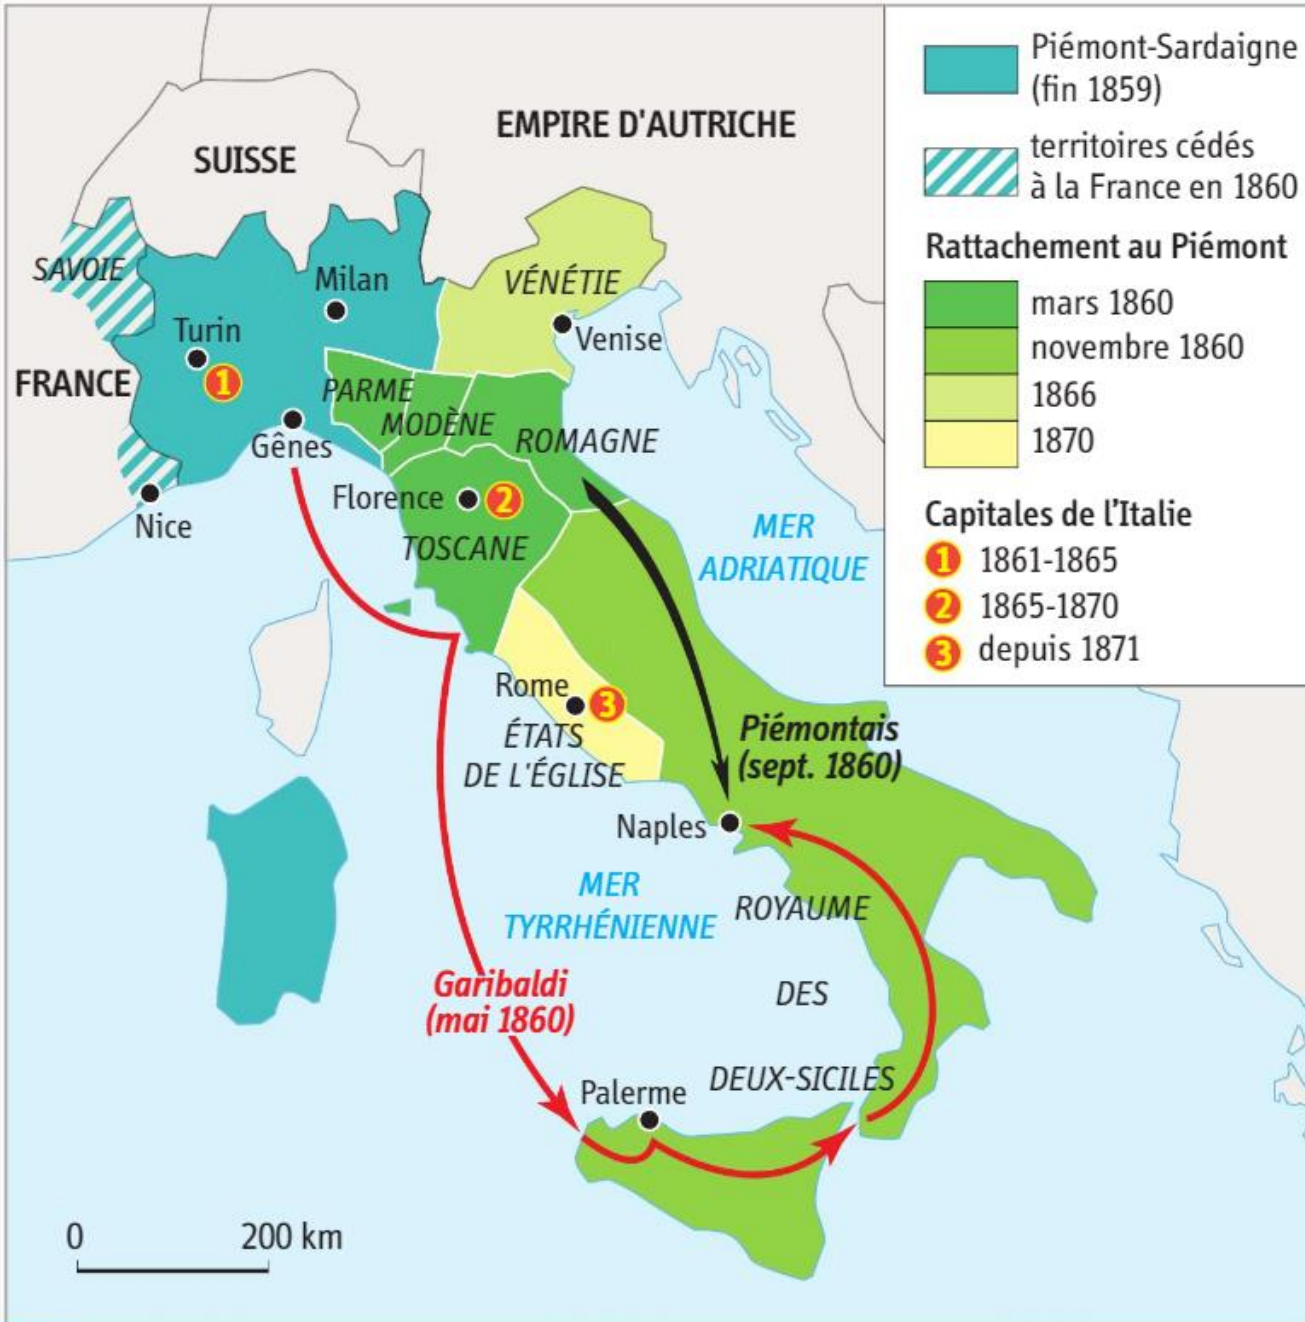 SUISSE
EMPIRE D'AUTRICHE
SAVOIE
Milan
VÉNÉTIE
Turin
1
Venise
FRANCE
PARME
MODÈNE
ROMAGNE
Gênes
Nice
Florence
2
TOSCANE
MER
ADRIATIQUE
Rome
3
ÉTATS
DE L'ÉGLISE
Piémontais
(sept. 1860)
Naples
MER
TYRRHÉNIENNE
ROYAUME
DES
DEUX-SICILES
Garibaldi
(mai 1860)
Palerme
0 200 km
Piémont-Sardaigne
(fin 1859)
territoires cédés
à la France en 1860
Rattachement au Piémont
mars 1860
novembre 1860
1866
1870
Capitales de l'Italie
1 1861-1865
2 1865-1870
3 depuis 1871